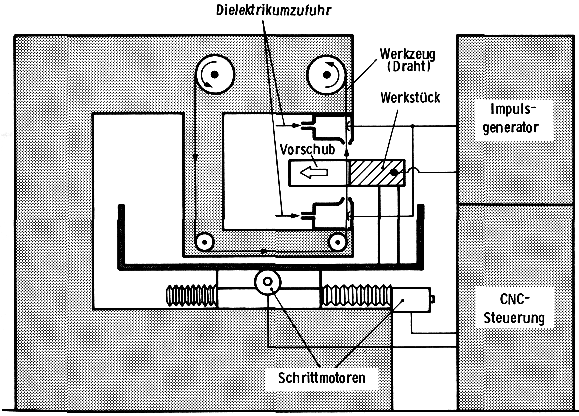 Dielektrikumzufuhr
Werkzeug
(Draht)
Werkstück
Impuls-
generator
Vorschub
CNC-
Steuerung
Schrittmotoren